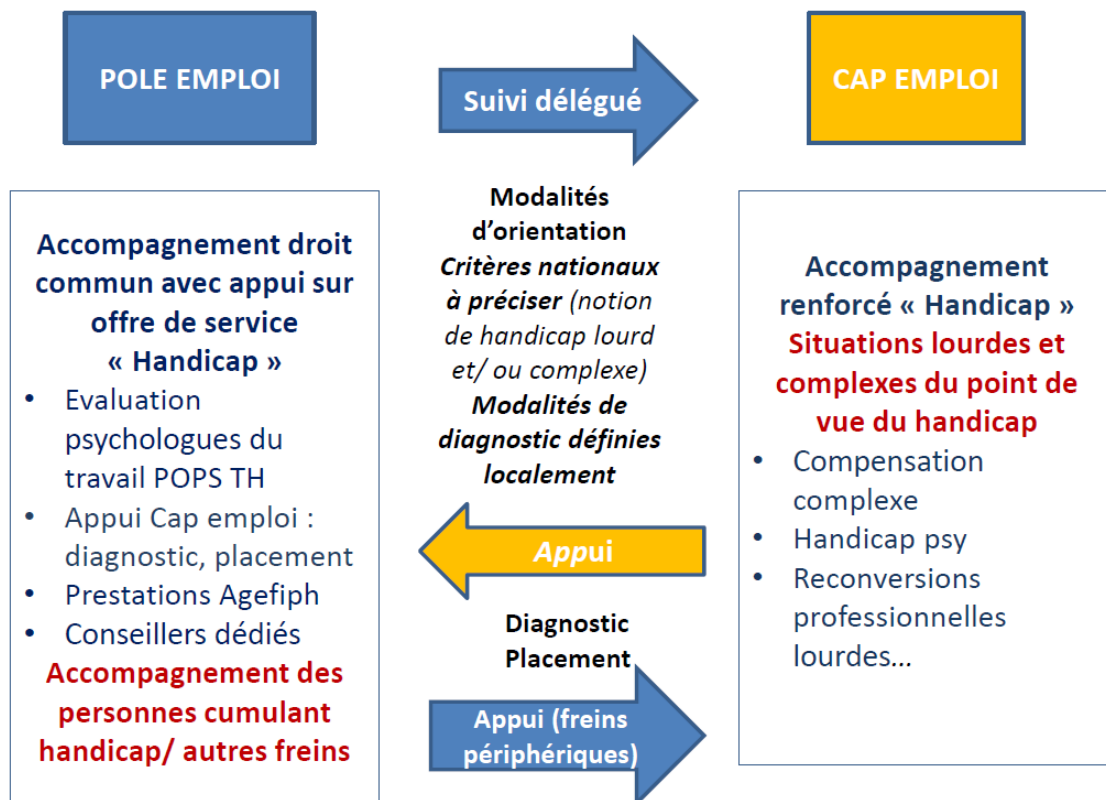 POLE EMPLOI
Suivi délégué
CAP EMPLOI
Accompagnement droit
commun avec appui sur
offre de service
« Handicap »
• Evaluation
psychologues du
travail POPS TH
• Appui Cap emploi :
diagnostic, placement
• Prestations Agefiph
• Conseillers dédiés
Accompagnement des
personnes cumulant
handicap/ autres freins
Modalités
d’orientation
Critères nationaux
à préciser (notion
de handicap lourd
et/ ou complexe)
Modalités de
diagnostic définies
localement
Appui
Diagnostic
Placement
Appui (freins
périphériques)
Accompagnement
renforcé « Handicap »
Situations lourdes et
complexes du point de
vue du handicap
• Compensation
complexe
• Handicap psy
• Reconversions
professionnelles
lourdes...